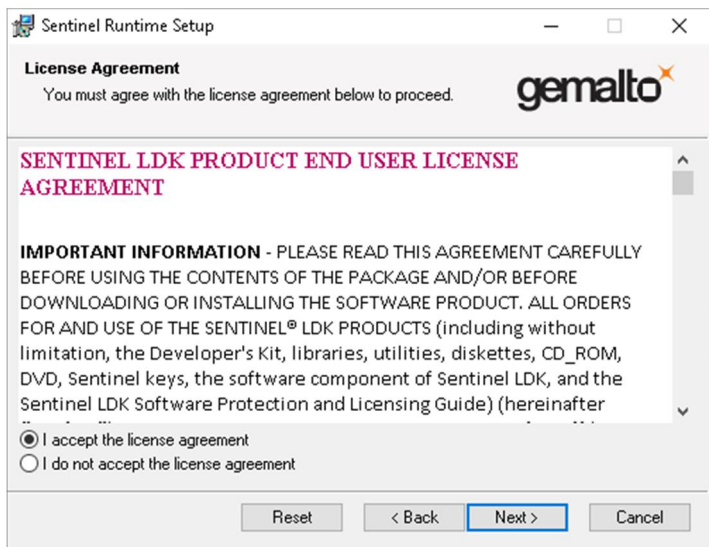 Sentinel Runtime Setup
License Agreement
You must agree with the license agreement below to proceed.
gemalto
SENTINEL LDK PRODUCT END USER LICENSE
AGREEMENT
IMPORTANT INFORMATION - PLEASE READ THIS AGREEMENT CAREFULLY
BEFORE USING THE CONTENTS OF THE PACKAGE AND/OR BEFORE
DOWNLOADING OR INSTALLING THE SOFTWARE PRODUCT. ALL ORDERS
FOR AND USE OF THE SENTINEL® LDK PRODUCTS (including without
limitation, the Developer's Kit, libraries, utilities, diskettes, CD_ROM,
DVD, Sentinel keys, the software component of Sentinel LDK, and the
Sentinel LDK Software Protection and Licensing Guide) (hereinafter
I accept the license agreement
I do not accept the license agreement
Reset < Back Next > Cancel